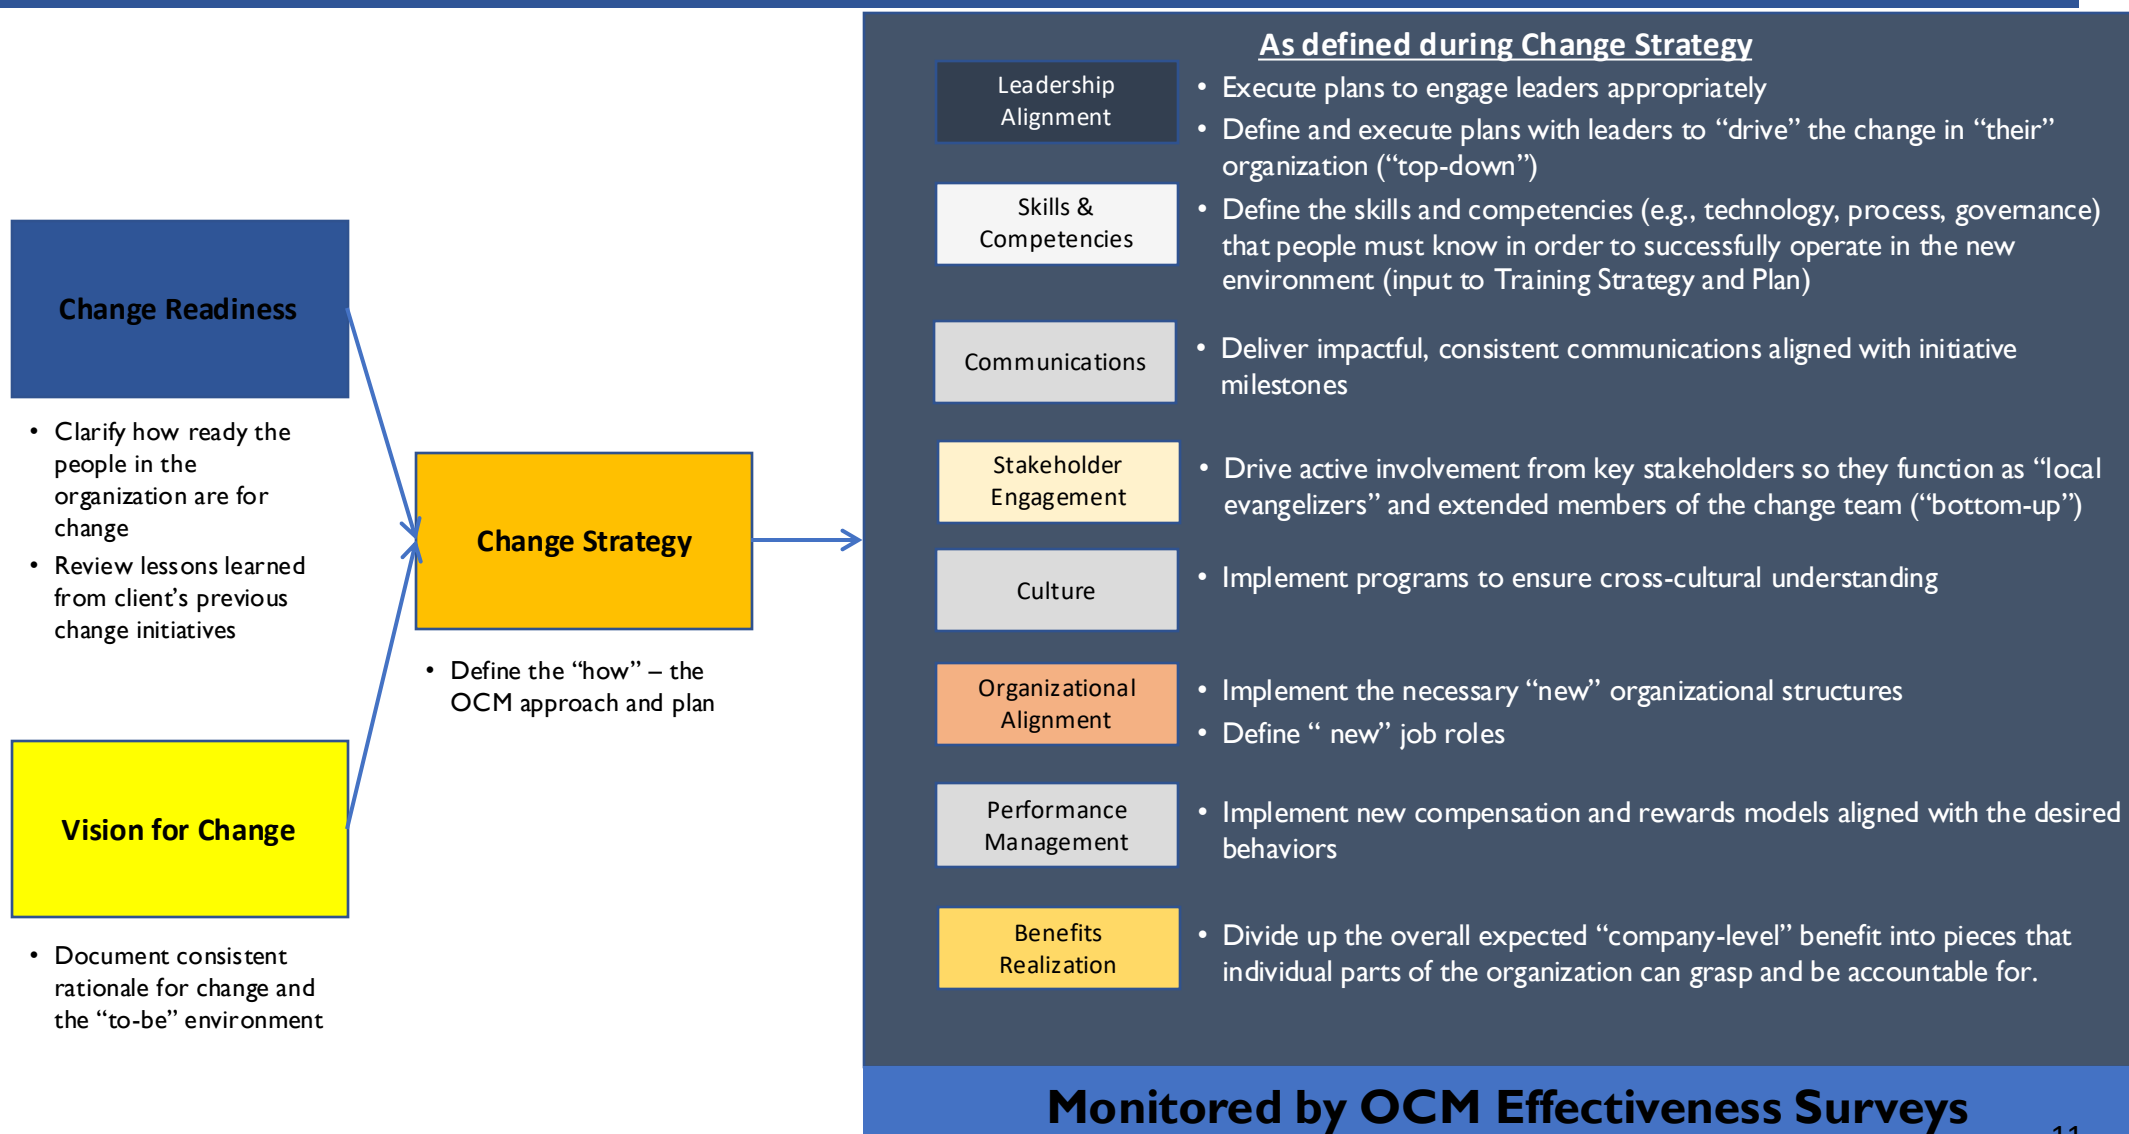 Change Readiness
• Clarify how ready the
people in the
organization are for
change
• Review lessons learned
from client's previous
change initiatives
Vision for Change
• Document consistent
rationale for change and
the “to-be” environment
Change Strategy
• Define the “how” – the
OCM approach and plan
As defined during Change Strategy
Leadership
Alignment
• Execute plans to engage leaders appropriately
• Define and execute plans with leaders to “drive” the change in “their”
organization (“top-down”)
Skills &
Competencies
• Define the skills and competencies (e.g., technology, process, governance)
that people must know in order to successfully operate in the new
environment (input to Training Strategy and Plan)
Communications
• Deliver impactful, consistent communications aligned with initiative
milestones
Stakeholder
Engagement
• Drive active involvement from key stakeholders so they function as “local
evangelizers” and extended members of the change team (“bottom-up”)
Culture
• Implement programs to ensure cross-cultural understanding
Organizational
Alignment
• Implement the necessary “new” organizational structures
• Define “ new” job roles
Performance
Management
• Implement new compensation and rewards models aligned with the desired
behaviors
Benefits
Realization
• Divide up the overall expected “company-level” benefit into pieces that
individual parts of the organization can grasp and be accountable for.
Monitored by OCM Effectiveness Surveys
11